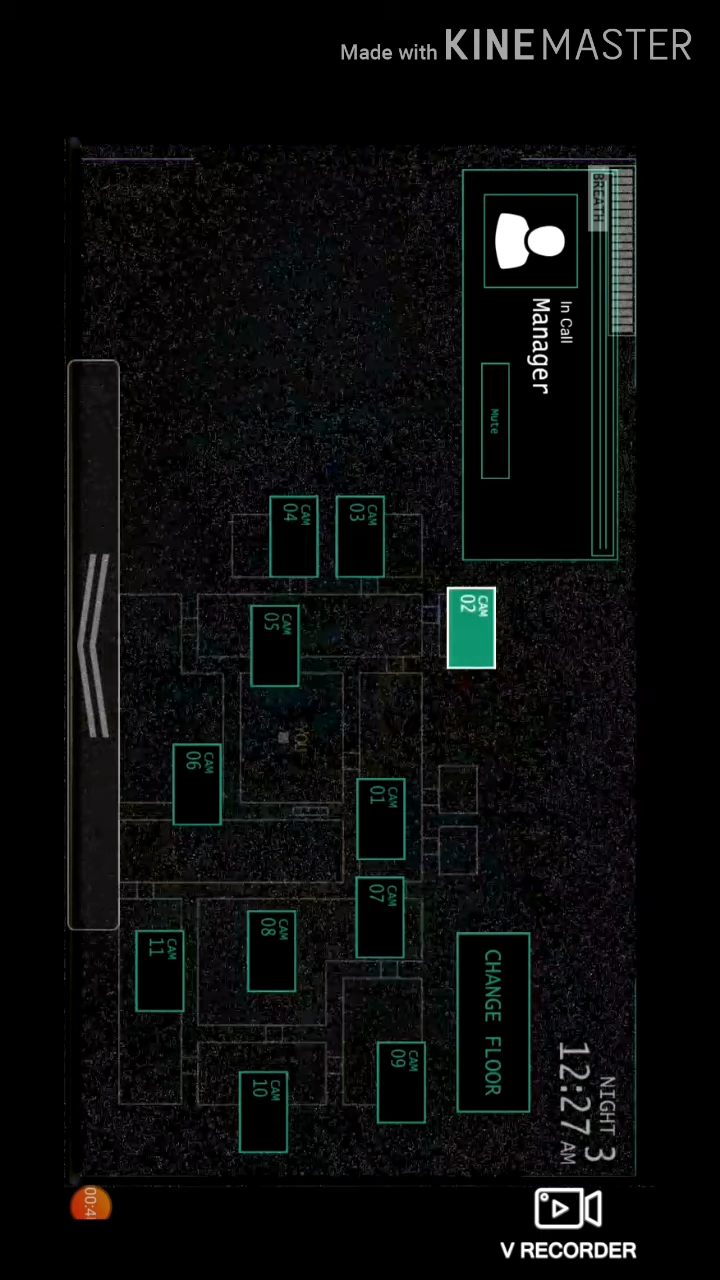 Made with KINEMASTER
BREATH
In Call
Manager
Mute
NIGHT 3
12:27 AM
CHANGE FLOOR
CAM
02
CAM
03
CAM
04
CAM
05
YOU
CAM
06
CAM
01
CAM
07
CAM
08
CAM
09
CAM
10
CAM
11
V RECORDER